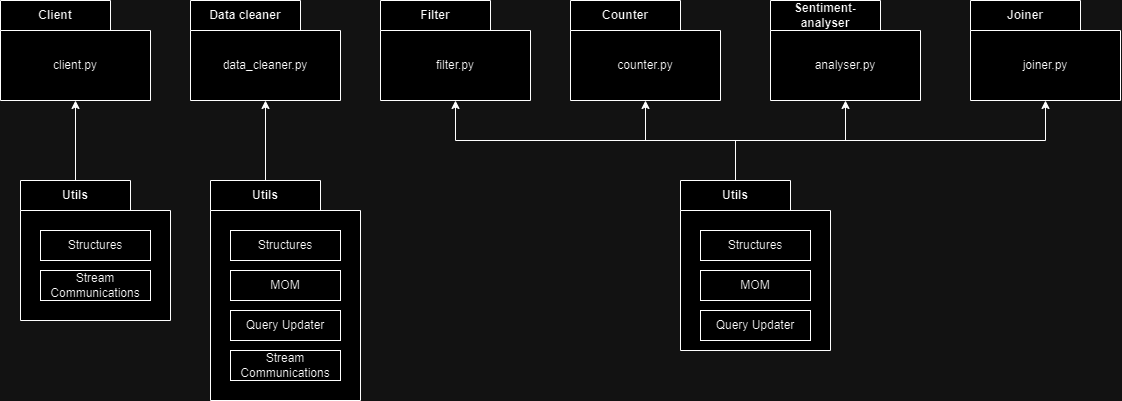 Client
client.py
Data cleaner
data_cleaner.py
Filter
filter.py
Counter
counter.py
Sentiment-
analyser
analyser.py
Joiner
joiner.py
Utils
Structures
Stream
Communications
Utils
Structures
MOM
Query Updater
Stream
Communications
Utils
Structures
MOM
Query Updater